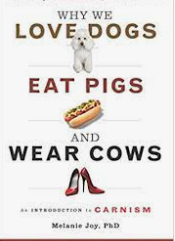 WHY WE
LOVE DOGS
EAT PIGS
AND
WEAR COWS
AN INTRODUCTION TO CARNISM
Melanie Joy, PhD